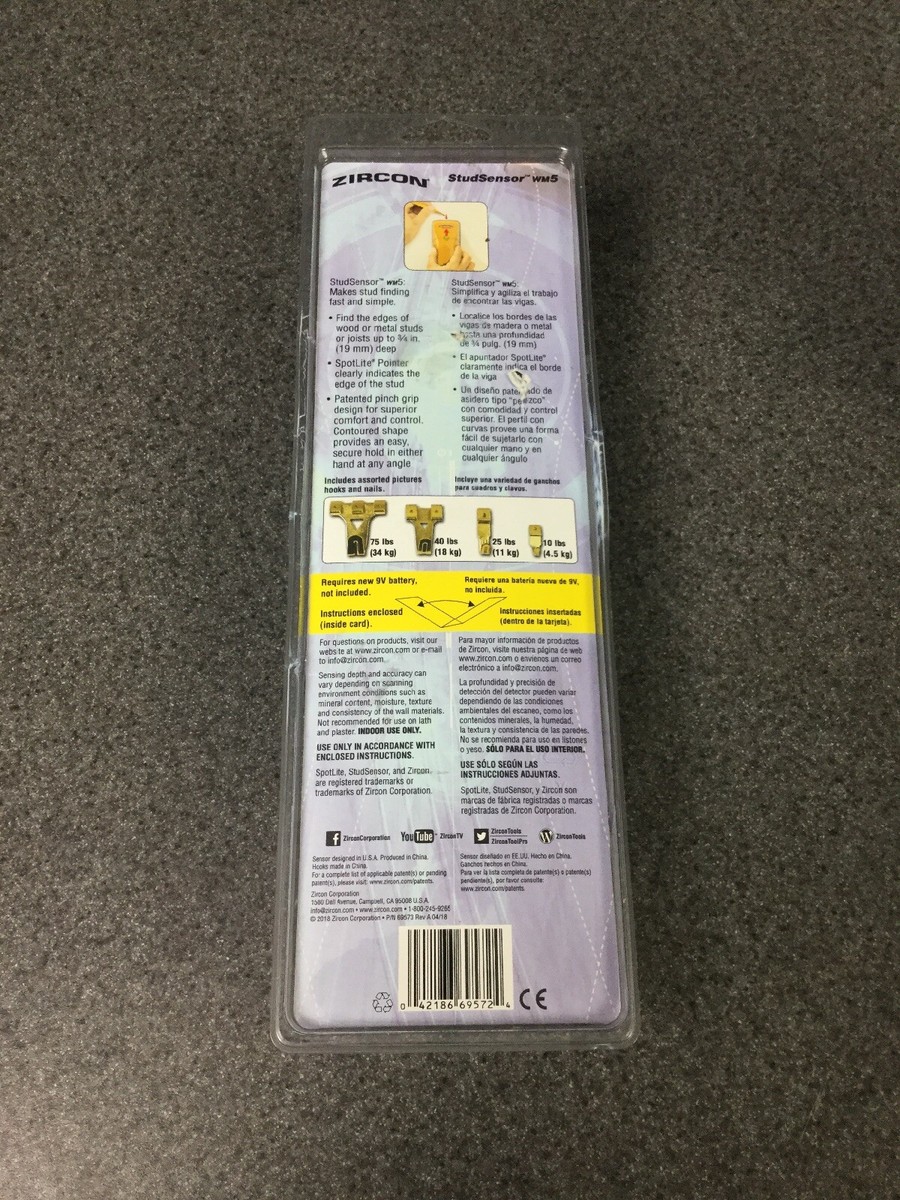 ZIRCON
StudSensor™ WM5
StudSensor™ WM5:
Makes stud finding
fast and simple.
• Find the edges of
wood or metal studs
or joists up to ¾ in.
(19 mm) deep
• SpotLite® Pointer
clearly indicates the
edge of the stud
• Patented pinch grip
design for superior
comfort and control.
Contoured shape
provides an easy,
secure hold in either
hand at any angle
StudSensor™ WM5:
Simplifica y agiliza el trabajo
de encontrar las vigas.
• Localice los bordes de las
vigas de madera o metal
hasta una profundidad
de ¾ pulg. (19 mm)
• El apuntador SpotLite®
claramente indica el borde
de la viga
• Un diseño patentado de
asidero tipo "pellizco"
con comodidad y control
superior. El perfil con
curvas provee una forma
fácil de sujetarlo con
cualquier mano y en
cualquier ángulo
Includes assorted pictures
hooks and nails.
Incluye una variedad de ganchos
para cuadros y clavos.
75 lbs
(34 kg)
40 lbs
(18 kg)
25 lbs
(11 kg)
10 lbs
(4.5 kg)
Requires new 9V battery,
not included.
Requiere una batería nueva de 9V,
no incluida.
Instructions enclosed
(inside card).
Instrucciones insertadas
(dentro de la tarjeta).
For questions on products, visit our
website at www.zircon.com or e-mail
to info@zircon.com.
Sensing depth and accuracy can
vary depending on scanning
environment conditions such as
mineral content, moisture, texture
and consistency of the wall materials.
Not recommended for use on lath
and plaster. INDOOR USE ONLY.
USE ONLY IN ACCORDANCE WITH
ENCLOSED INSTRUCTIONS.
SpotLite, StudSensor, and Zircon
are registered trademarks or
trademarks of Zircon Corporation.
Para mayor información de productos
de Zircon, visite nuestra página de web
www.zircon.com o envíenos un correo
electrónico a info@zircon.com.
La profundidad y precisión de
detección del detector pueden variar
dependiendo de las condiciones
ambientales del escaneo, como los
contenidos minerales, la humedad,
la textura y consistencia de las paredes.
No se recomienda para uso en listones
o yeso. SÓLO PARA EL USO INTERIOR.
USE SÓLO SEGÚN LAS
INSTRUCCIONES ADJUNTAS.
SpotLite, StudSensor, y Zircon son
marcas de fábrica registradas o marcas
registradas de Zircon Corporation.
ZirconCorporation
YouTube™ ZirconTV
ZirconTools
ZirconToolPro
ZirconTools
Sensor designed in U.S.A. Produced in China.
Hooks made in China.
For a complete list of applicable patent(s) or pending
patent(s), please visit: www.zircon.com/patents.
Sensor diseñado en EE.UU. Hecho en China.
Ganchos hechos en China.
Para ver la lista completa de patente(s) o patente(s)
pendiente(s), por favor consulte:
www.zircon.com/patents.
Zircon Corporation
1580 Dell Avenue, Campbell, CA 95008 U.S.A.
info@zircon.com • www.zircon.com • 1-800-245-9265
© 2018 Zircon Corporation • P/N 69573 Rev A 04/18
0 42186 69572 4
CE